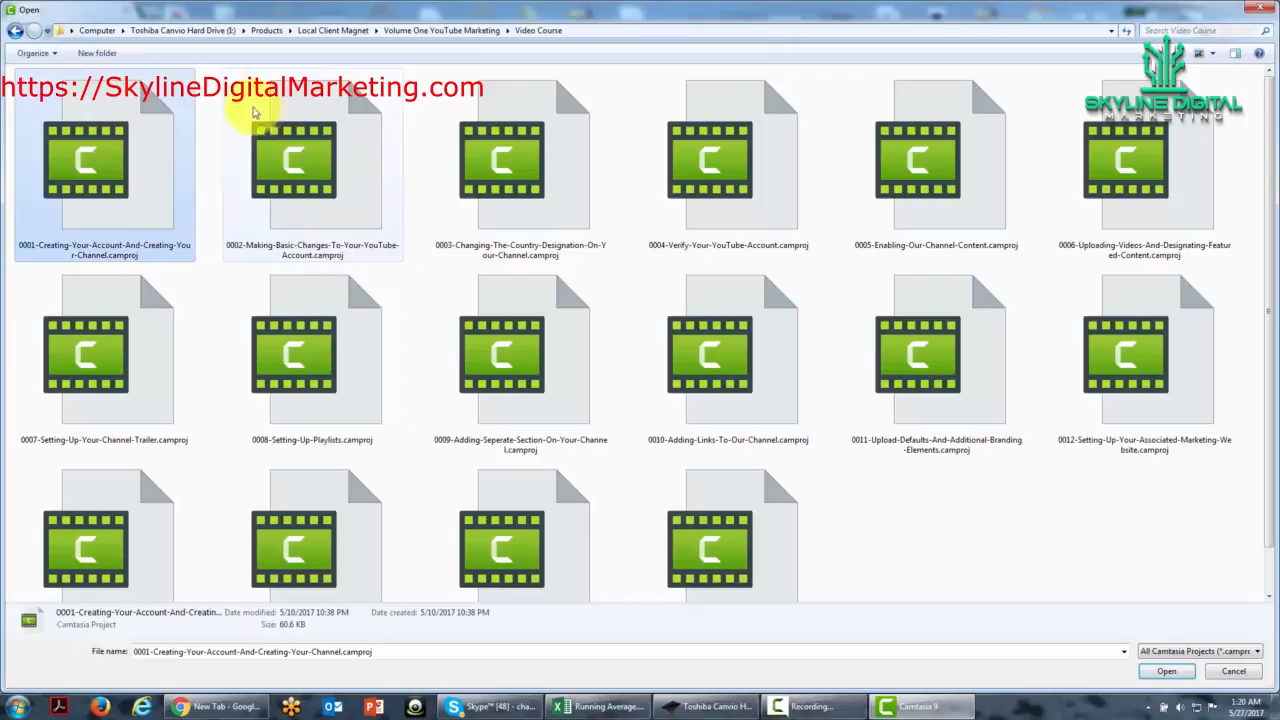 Open
Computer
Toshiba Canvio Hard Drive (I:)
Products
Local Client Magnet
Volume One YouTube Marketing
Video Course
Search Video Course
Organize
New folder
https://SkylineDigitalMarketing.com
SKYLINE DIGITAL
MARKETING
0001-Creating-Your-Account-And-Creating-You
r-Channel.camproj
0002-Making-Basic-Changes-To-Your-YouTube-
Account.camproj
0003-Changing-The-Country-Designation-On-Y
our-Channel.camproj
0004-Verify-Your-YouTube-Account.camproj
0005-Enabling-Our-Channel-Content.camproj
0006-Uploading-Videos-And-Designating-Featur
ed-Content.camproj
0007-Setting-Up-Your-Channel-Trailer.camproj
0008-Setting-Up-Playlists.camproj
0009-Adding-Seperate-Section-On-Your-Channe
l.camproj
0010-Adding-Links-To-Our-Channel.camproj
0011-Upload-Defaults-And-Additional-Branding
-Elements.camproj
0012-Setting-Up-Your-Associated-Marketing-We
bsite.camproj
0001-Creating-Your-Account-And-Creatin...
Date modified: 5/10/2017 10:38 PM
Date created: 5/10/2017 10:38 PM
Camtasia Project
Size: 60.6 KB
File name:
0001-Creating-Your-Account-And-Creating-Your-Channel.camproj
All Camtasia Projects (*.campro
Open
Cancel
New Tab - Googl...
Skype™ [48] - cha...
Running Average...
Toshiba Canvio H...
Recording...
Camtasia 9
1:20 AM
5/27/2017